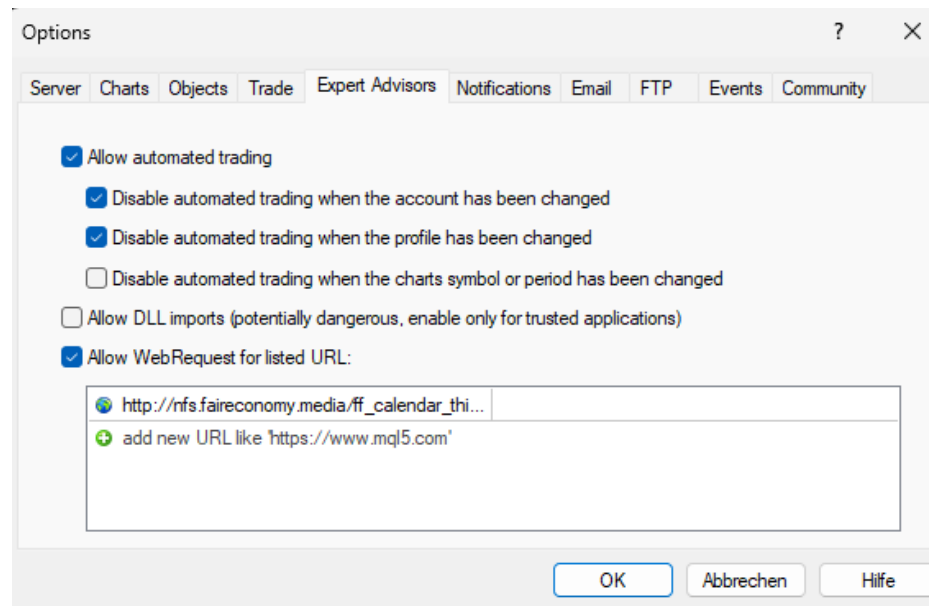 Options ?
Server Charts Objects Trade Expert Advisors Notifications Email FTP Events Community
Allow automated trading
Disable automated trading when the account has been changed
Disable automated trading when the profile has been changed
Disable automated trading when the charts symbol or period has been changed
Allow DLL imports (potentially dangerous, enable only for trusted applications)
Allow WebRequest for listed URL:
http://nfs.faireconomy.media/ff_calendar_thi...
add new URL like 'https://www.mql5.com'
OK Abbrechen Hilfe